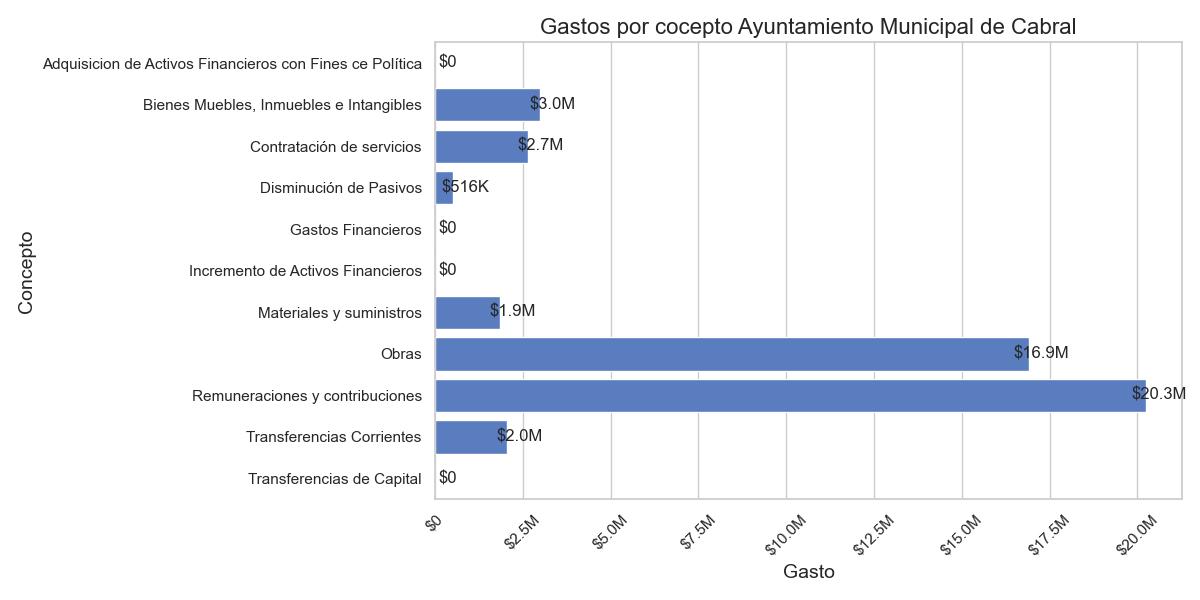 Gastos por cocepto Ayuntamiento Municipal de Cabral
Concepto
Adquisicion de Activos Financieros con Fines ce Política $0
Bienes Muebles, Inmuebles e Intangibles $3.0M
Contratación de servicios $2.7M
Disminución de Pasivos $516K
Gastos Financieros $0
Incremento de Activos Financieros $0
Materiales y suministros $1.9M
Obras $16.9M
Remuneraciones y contribuciones $20.3M
Transferencias Corrientes $2.0M
Transferencias de Capital $0
$0 $2.5M $5.0M $7.5M $10.0M $12.5M $15.0M $17.5M $20.0M
Gasto